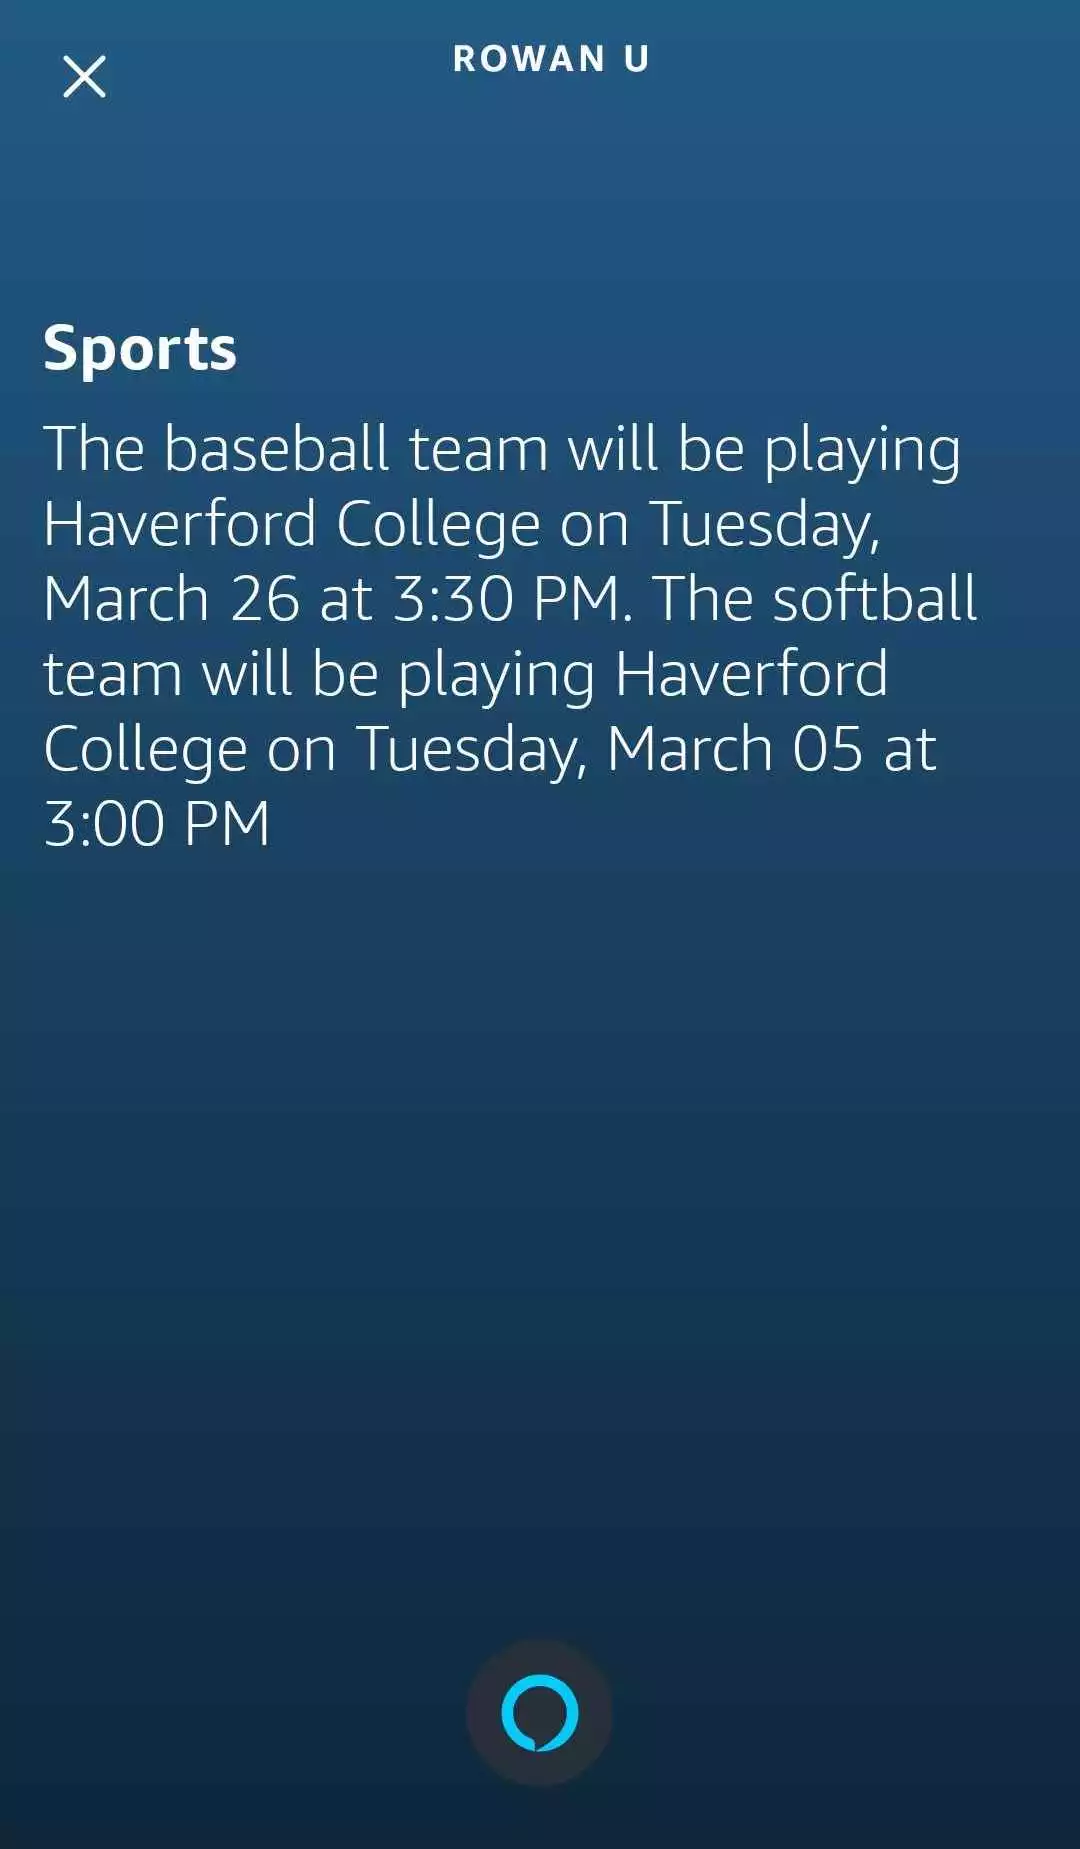 ROWAN U
Sports
The baseball team will be playing
Haverford College on Tuesday,
March 26 at 3:30 PM. The softball
team will be playing Haverford
College on Tuesday, March 05 at
3:00 PM